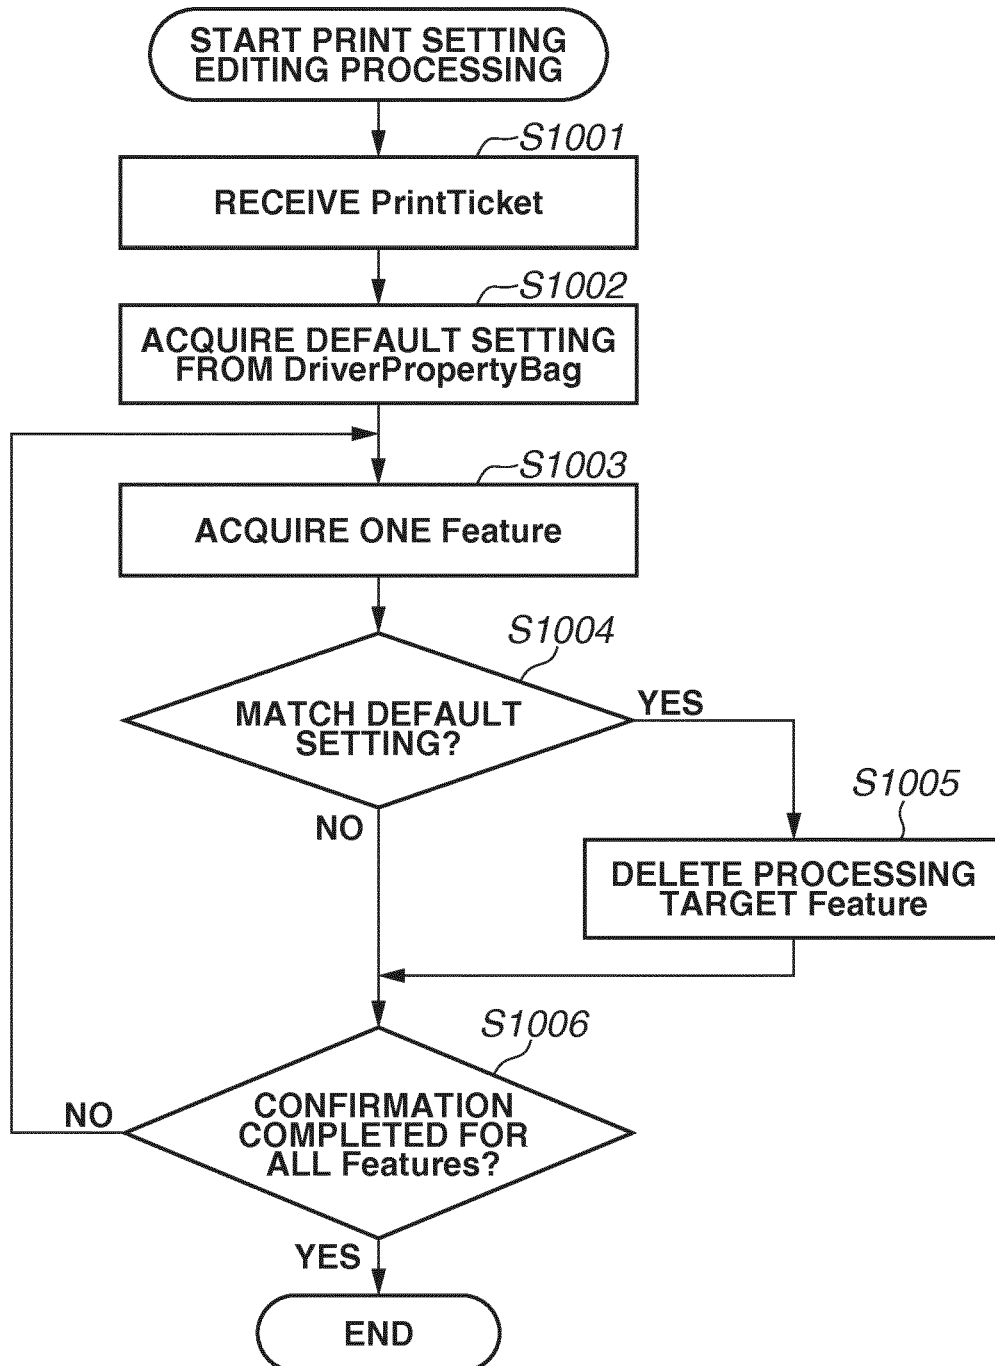 START PRINT SETTING
EDITING PROCESSING
S1001
RECEIVE PrintTicket
S1002
ACQUIRE DEFAULT SETTING
FROM DriverPropertyBag
S1003
ACQUIRE ONE Feature
S1004
MATCH DEFAULT
SETTING?
YES
NO
S1005
DELETE PROCESSING
TARGET Feature
S1006
CONFIRMATION
COMPLETED FOR
ALL Features?
NO
YES
END